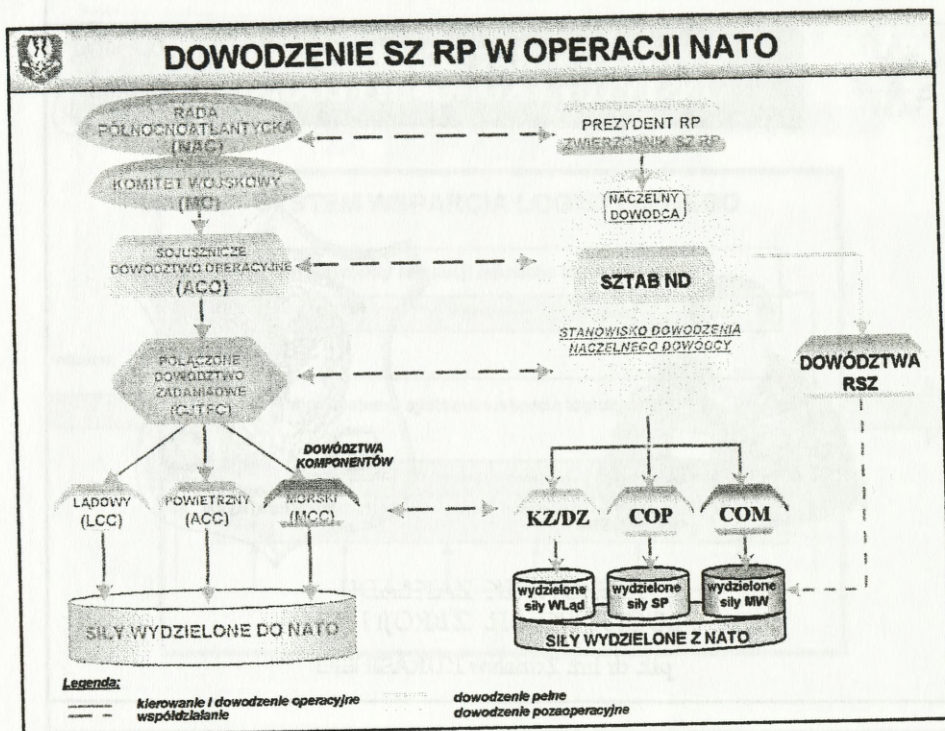 DOWODZENIE SZ RP W OPERACJI NATO
RADA
PÓŁNOCNOATLANTYCKA
(NAC)
KOMITET WOJSKOWY
(MC)
SOJUSZNICZE
DOWÓDZTWO OPERACYJNE
(ACO)
POŁĄCZONE
DOWÓDZTWO
ZADANIOWE
(CJTFC)
DOWÓDZTWA
KOMPONENTÓW
LĄDOWY
(LCC)
POWIETRZNY
(ACC)
MORSKI
(MCC)
SIŁY WYDZIELONE DO NATO
PREZYDENT RP
ZWIERZCHNIK SZ RP
NACZELNY
DOWÓDCA
SZTAB ND
STANOWISKO DOWODZENIA
NACZELNEGO DOWÓDCY
DOWÓDZTWA
RSZ
KZ/DZ
COP
COM
wydzielone
siły WLąd
wydzielone
siły SP
wydzielone
siły MW
SIŁY WYDZIELONE Z NATO
Legenda:
kierowanie i dowodzenie operacyjne
współdziałanie
dowodzenie pełne
dowodzenie pozaoperacyjne